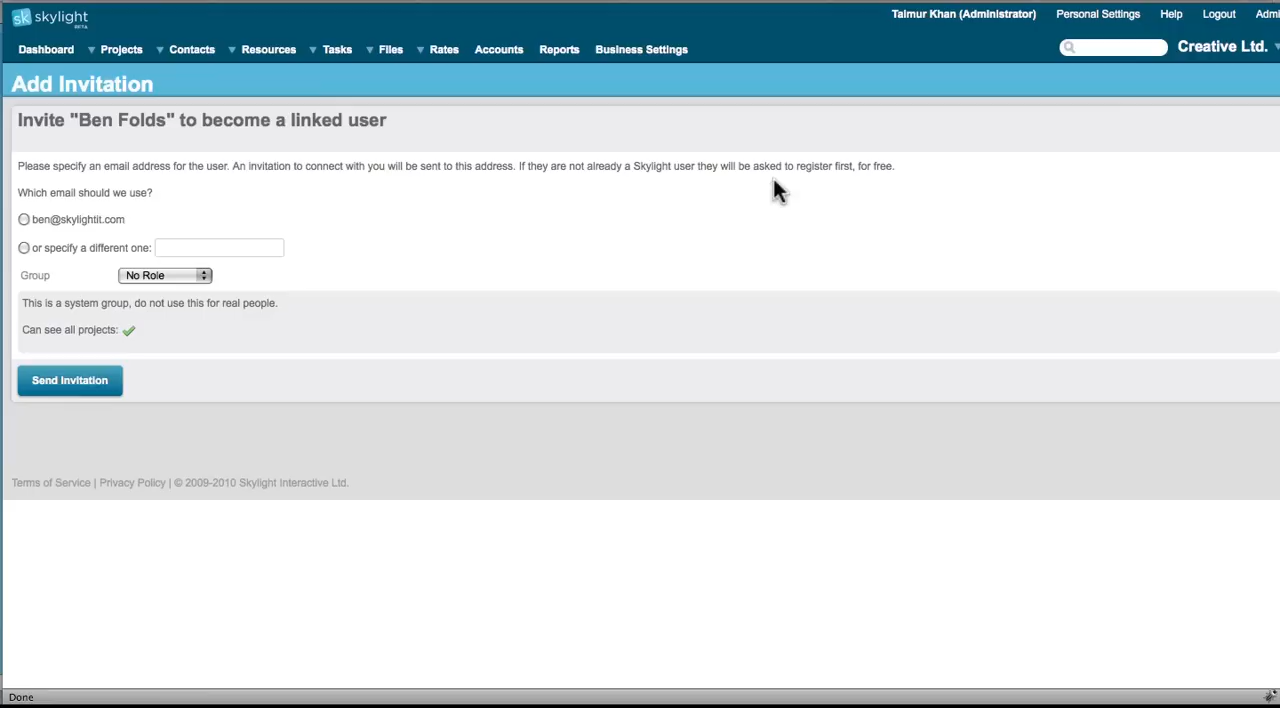 sk skylight
BETA
Talmur Khan (Administrator) Personal Settings Help Logout Admi
Dashboard Projects Contacts Resources Tasks Files Rates Accounts Reports Business Settings
Creative Ltd.
Add Invitation
Invite "Ben Folds" to become a linked user
Please specify an email address for the user. An invitation to connect with you will be sent to this address. If they are not already a Skylight user they will be asked to register first, for free.
Which email should we use?
ben@skylightit.com
or specify a different one:
Group No Role
This is a system group, do not use this for real people.
Can see all projects:
Send Invitation
Terms of Service | Privacy Policy | © 2009-2010 Skylight Interactive Ltd.
Done